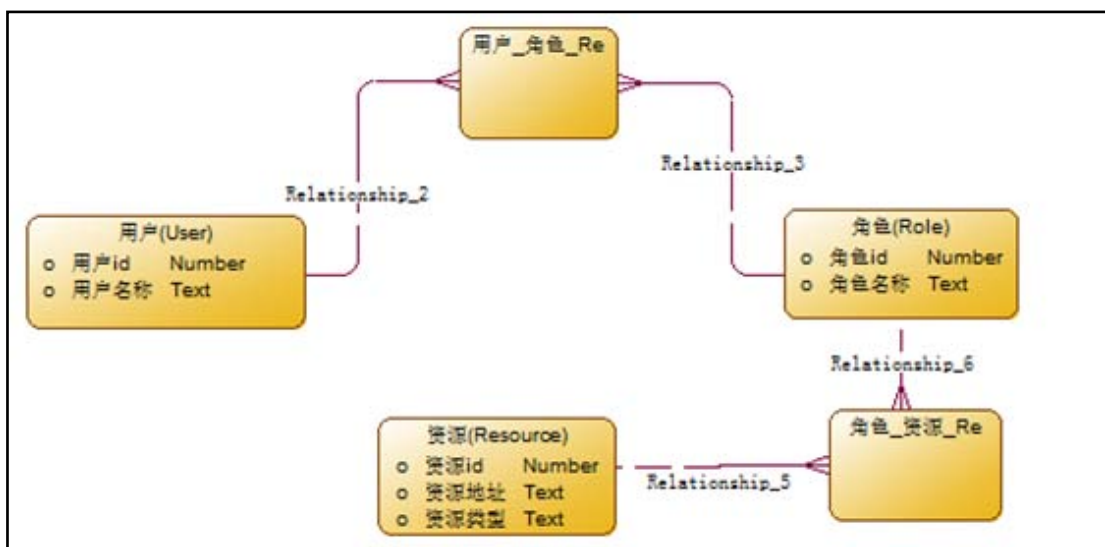 用户_角色_Re
Relationship_2
Relationship_3
用户(User)
用户id Number
用户名称 Text
角色(Role)
角色id Number
角色名称 Text
Relationship_6
资源(Resource)
资源id Number
资源地址 Text
资源类型 Text
Relationship_5
角色_资源_Re